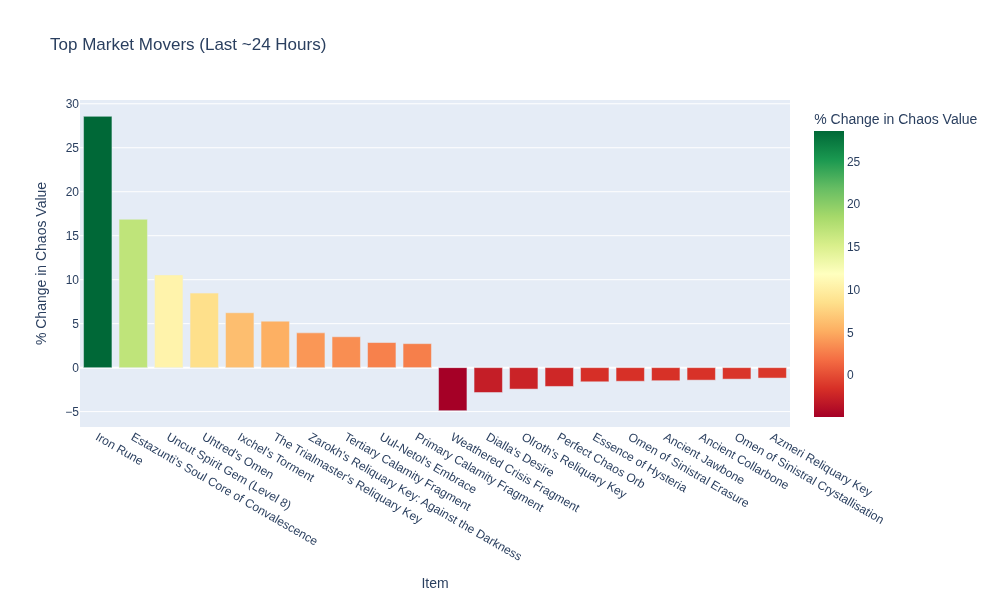 Top Market Movers (Last ~24 Hours)
% Change in Chaos Value
30
25
20
15
10
5
0
−5
Iron Rune
Estazunti's Soul Core of Convalescence
Uncut Spirit Gem (Level 8)
Uhtred's Omen
Ixchel's Torment
The Trialmaster's Reliquary Key
Zarokh's Reliquary Key: Against the Darkness
Tertiary Calamity Fragment
Uul-Netol's Embrace
Primary Calamity Fragment
Weathered Crisis Fragment
Dialla's Desire
Olroth's Reliquary Key
Perfect Chaos Orb
Essence of Hysteria
Omen of Sinistral Erasure
Ancient Jawbone
Ancient Collarbone
Omen of Sinistral Crystallisation
Azmeri Reliquary Key
Item
% Change in Chaos Value
25
20
15
10
5
0